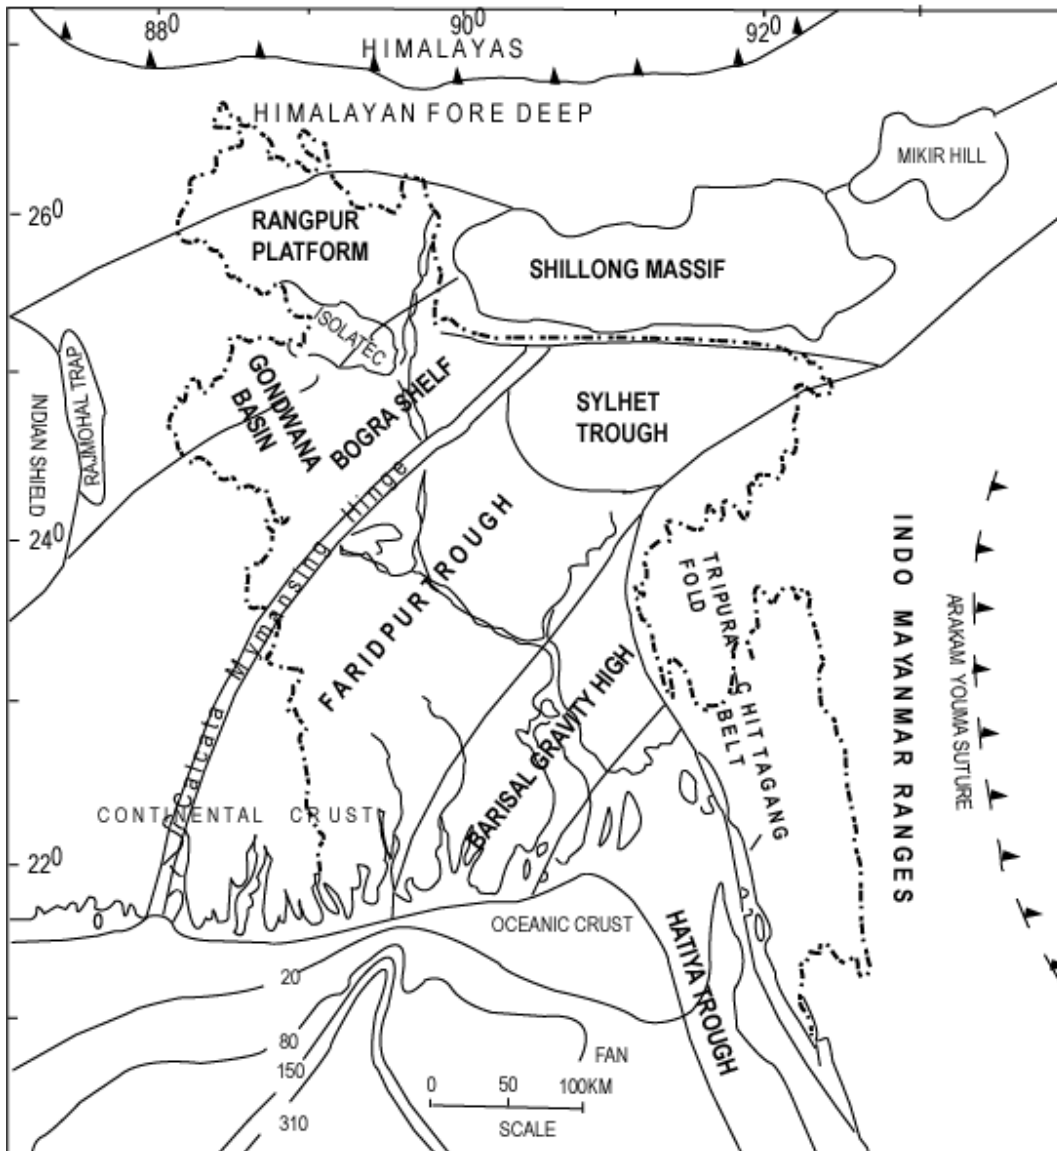 88⁰ 90⁰ 92⁰
HIMALAYAS
HIMALAYAN FORE DEEP
MIKIR HILL
26⁰
RANGPUR
PLATFORM
SHILLONG MASSIF
ISOLATEC
RAJMOHAL TRAP
INDIAN SHIELD
GONDWANA
BASIN
BOGRA SHELF
SYLHET
TROUGH
Calcata Mymansing Hinge
24⁰
FARIDPUR TROUGH
TRIPURA
FOLD
CHITTAGANG
BELT
INDO MAYANMAR RANGES
ARAKAM YOUMA SUTURE
BARISAL GRAVITY HIGH
CONTINENTAL CRUST
22⁰
OCEANIC CRUST
HATIYA TROUGH
20
80
150
310
FAN
0 50 100KM
SCALE